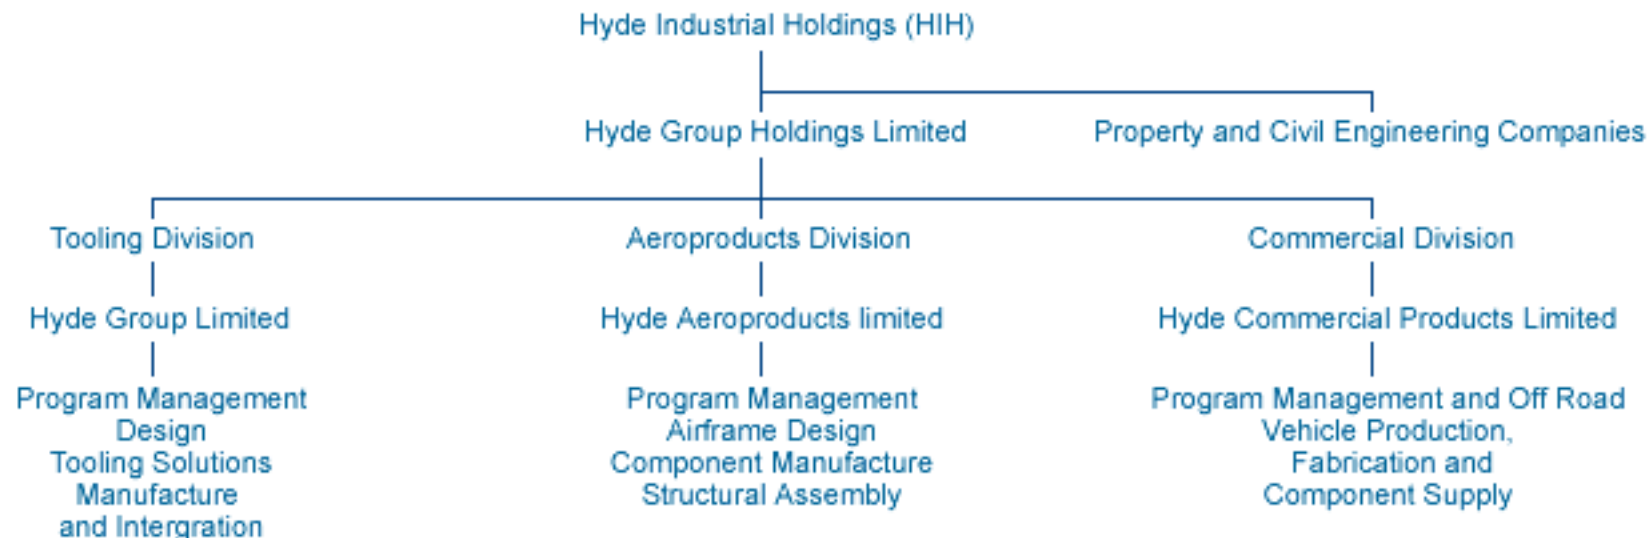 Hyde Industrial Holdings (HIH)
Hyde Group Holdings Limited
Property and Civil Engineering Companies
Tooling Division
Aeroproducts Division
Commercial Division
Hyde Group Limited
Hyde Aeroproducts limited
Hyde Commercial Products Limited
Program Management
Design
Tooling Solutions
Manufacture
and Intergration
Program Management
Airframe Design
Component Manufacture
Structural Assembly
Program Management and Off Road
Vehicle Production,
Fabrication and
Component Supply